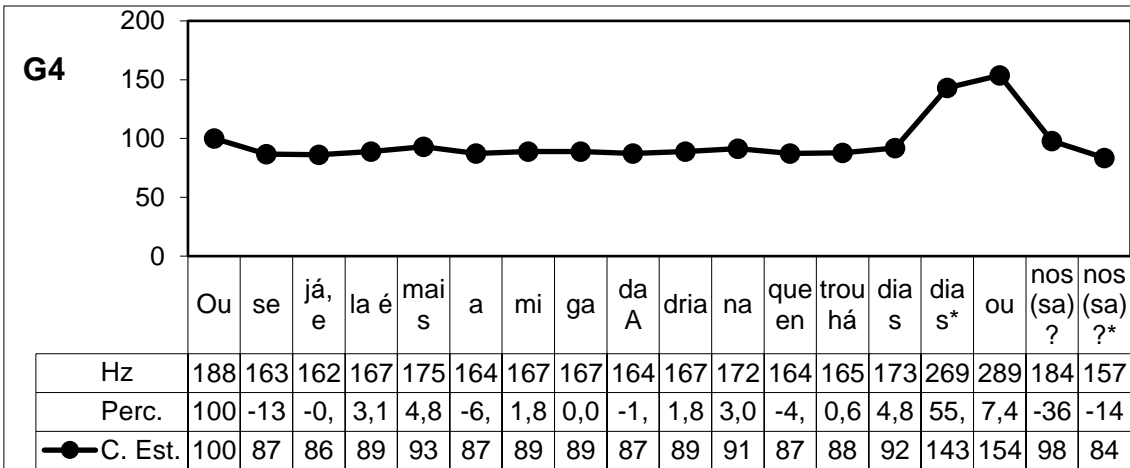 G4
200
150
100
50
0
Ou se já, e la é mai s a mi ga da A dria na que en trou há dia s dia s* ou nos (sa) ? nos (sa) ?*
Hz 188 163 162 167 175 164 167 167 164 167 172 164 165 173 269 289 184 157
Perc. 100 -13 -0, 3,1 4,8 -6, 1,8 0,0 -1, 1,8 3,0 -4, 0,6 4,8 55, 7,4 -36 -14
C. Est. 100 87 86 89 93 87 89 89 87 89 91 87 88 92 143 154 98 84